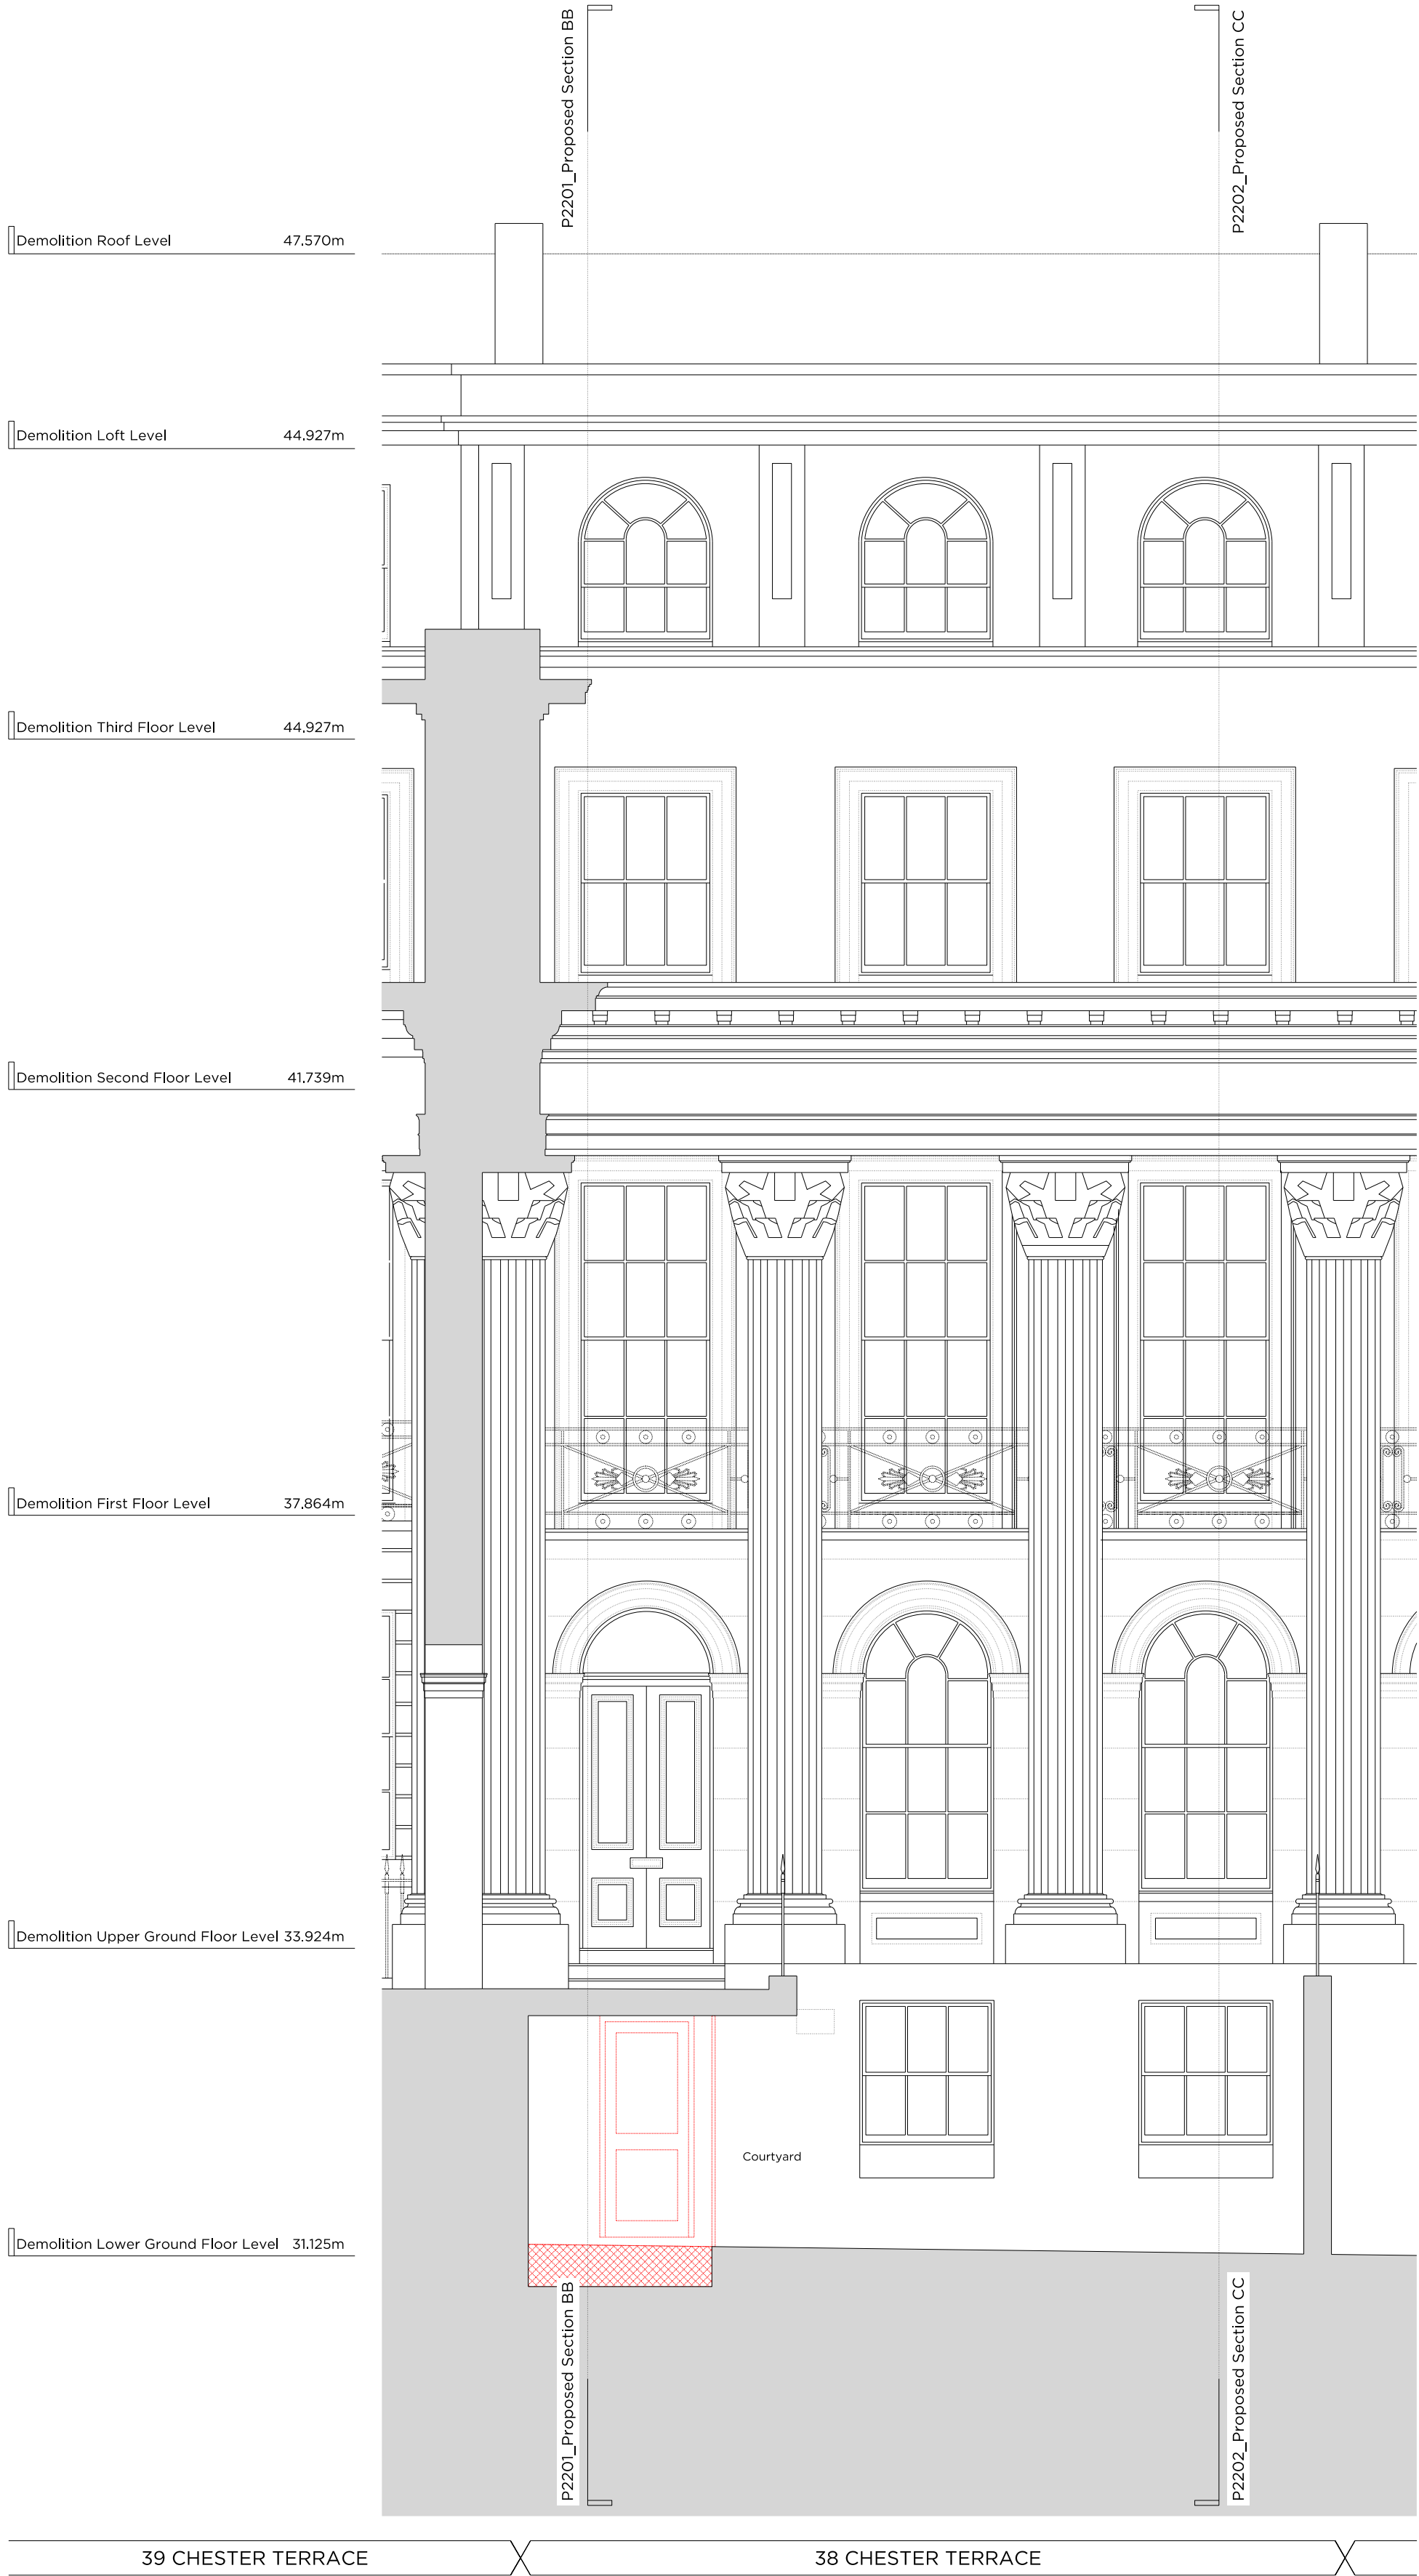 P2201_Proposed Section BB
P2202_Proposed Section CC
Demolition Roof Level 47.570m
Demolition Loft Level 44.927m
Demolition Third Floor Level 44.927m
Demolition Second Floor Level 41.739m
Demolition First Floor Level 37.864m
Demolition Upper Ground Floor Level 33.924m
Courtyard
Demolition Lower Ground Floor Level 31.125m
P2201_Proposed Section BB
P2202_Proposed Section CC
39 CHESTER TERRACE
38 CHESTER TERRACE